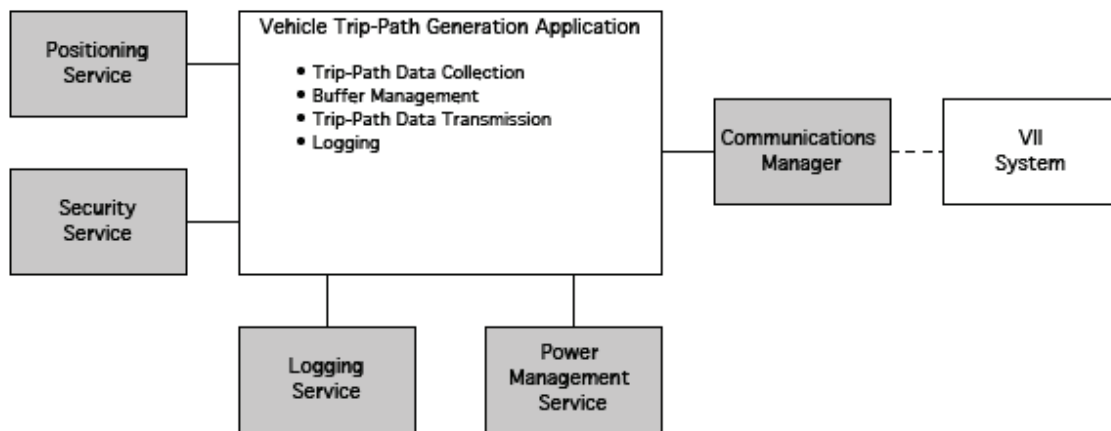 Positioning
Service
Vehicle Trip-Path Generation Application
• Trip-Path Data Collection
• Buffer Management
• Trip-Path Data Transmission
• Logging
Security
Service
Communications
Manager
VII
System
Logging
Service
Power
Management
Service